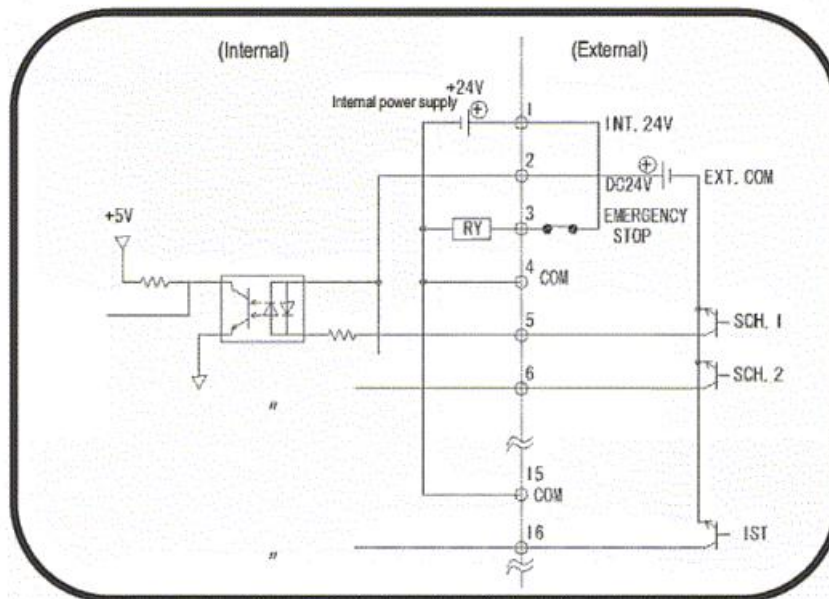 (Internal) (External)
+24V
Internal power supply
1
INT. 24V
2
DC24V
EXT. COM
+5V
RY
3
EMERGENCY
STOP
4
COM
5
SCH. 1
6
SCH. 2
〃
15
COM
16
IST
〃